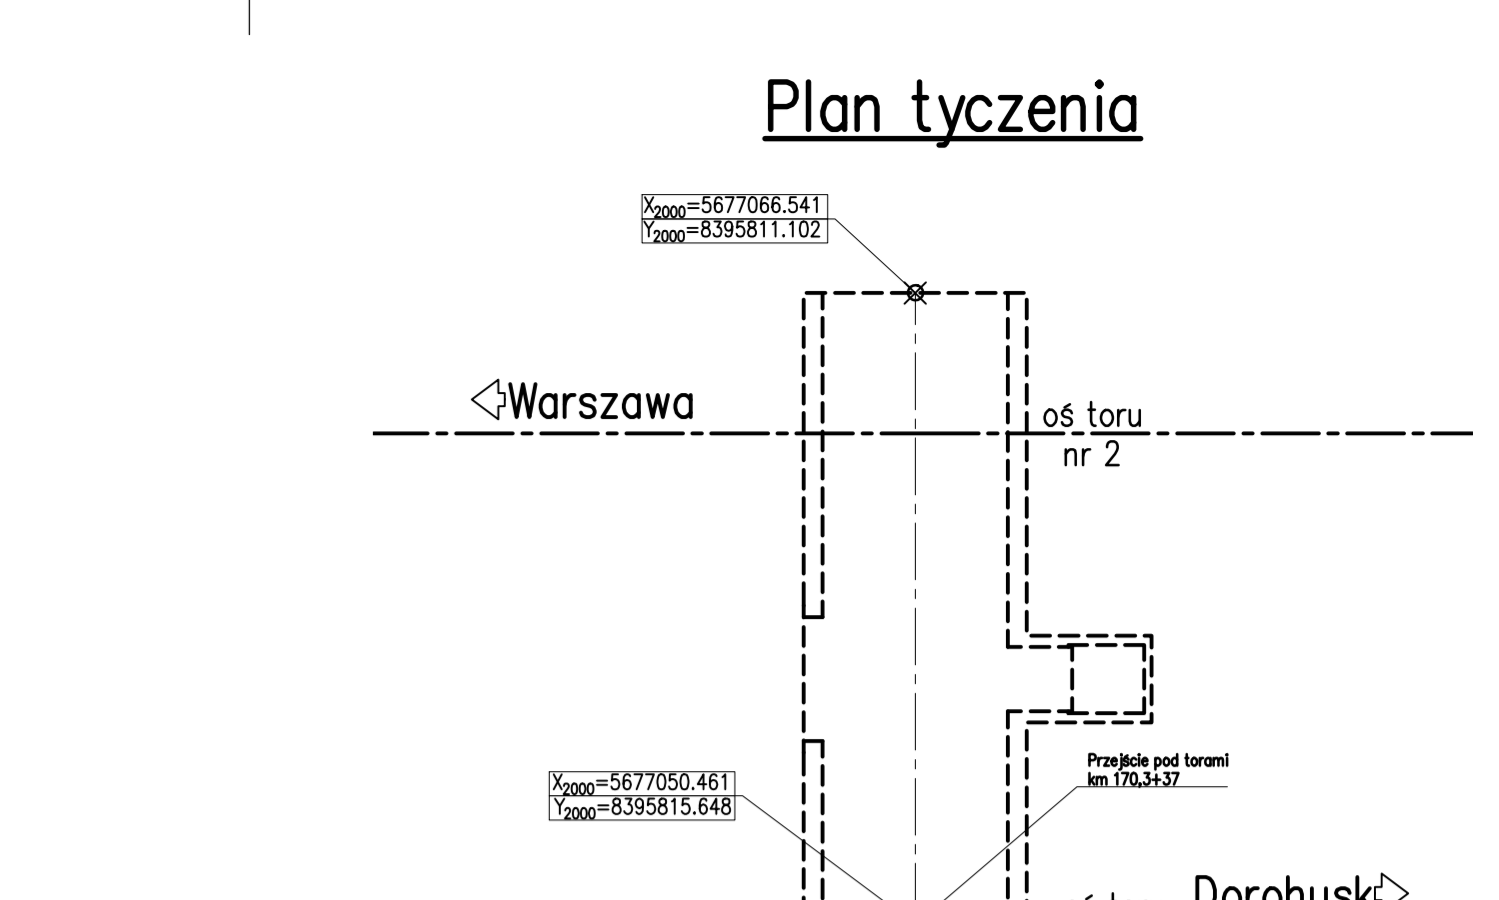 Plan tyczenia
X2000=5677066.541
Y2000=8395811.102
Warszawa
oś toru
nr 2
Przejście pod torami
km 170,3+37
X2000=5677050.461
Y2000=8395815.648
Dorohusk